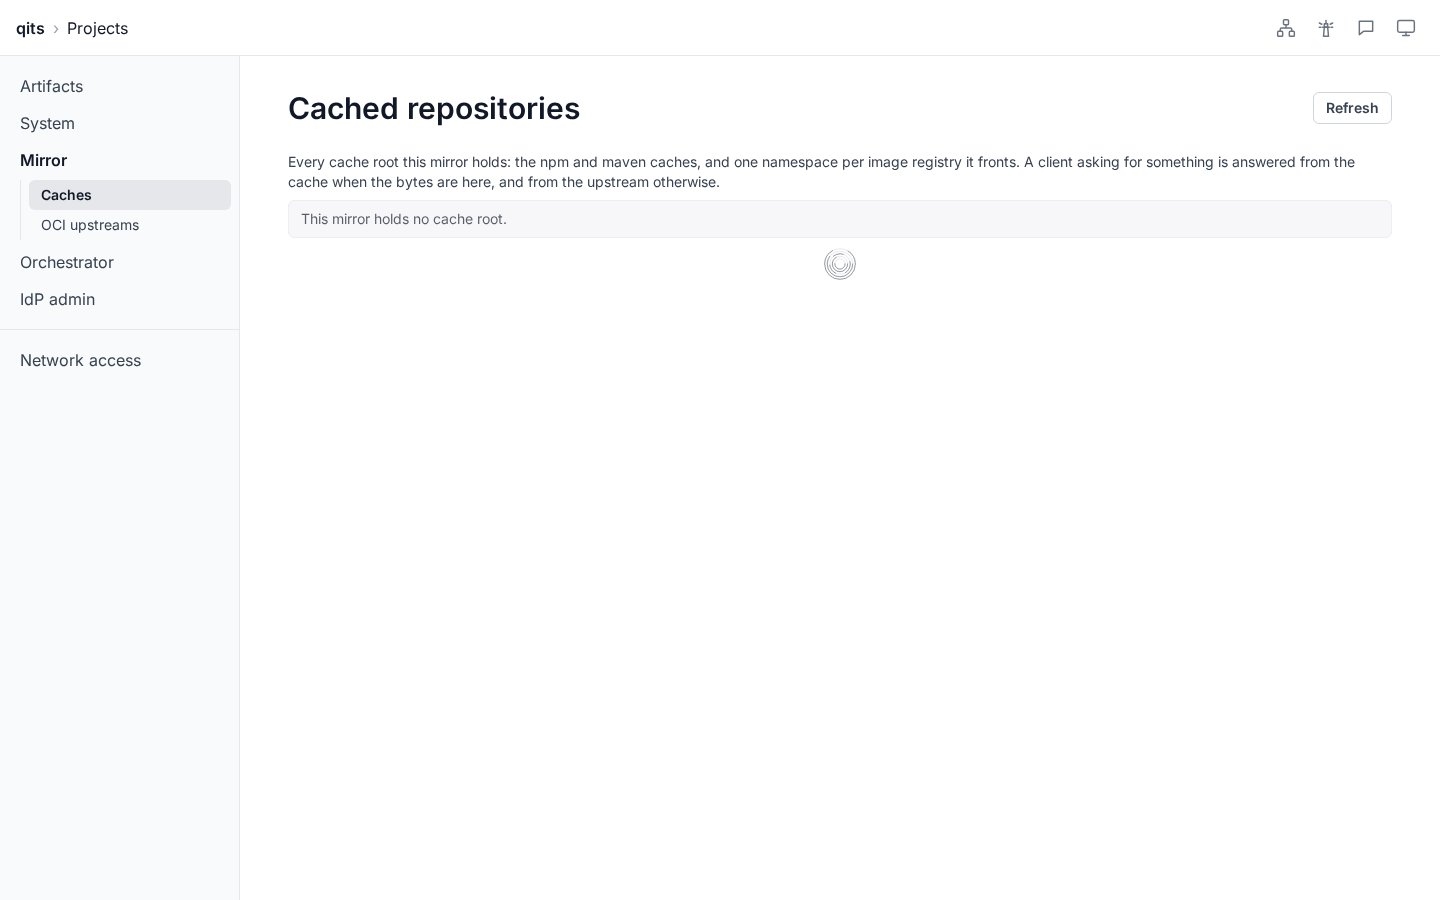 qits › Projects
Artifacts
System
Mirror
Caches
OCI upstreams
Orchestrator
IdP admin
Network access
Cached repositories
Refresh
Every cache root this mirror holds: the npm and maven caches, and one namespace per image registry it fronts. A client asking for something is answered from the
cache when the bytes are here, and from the upstream otherwise.
This mirror holds no cache root.